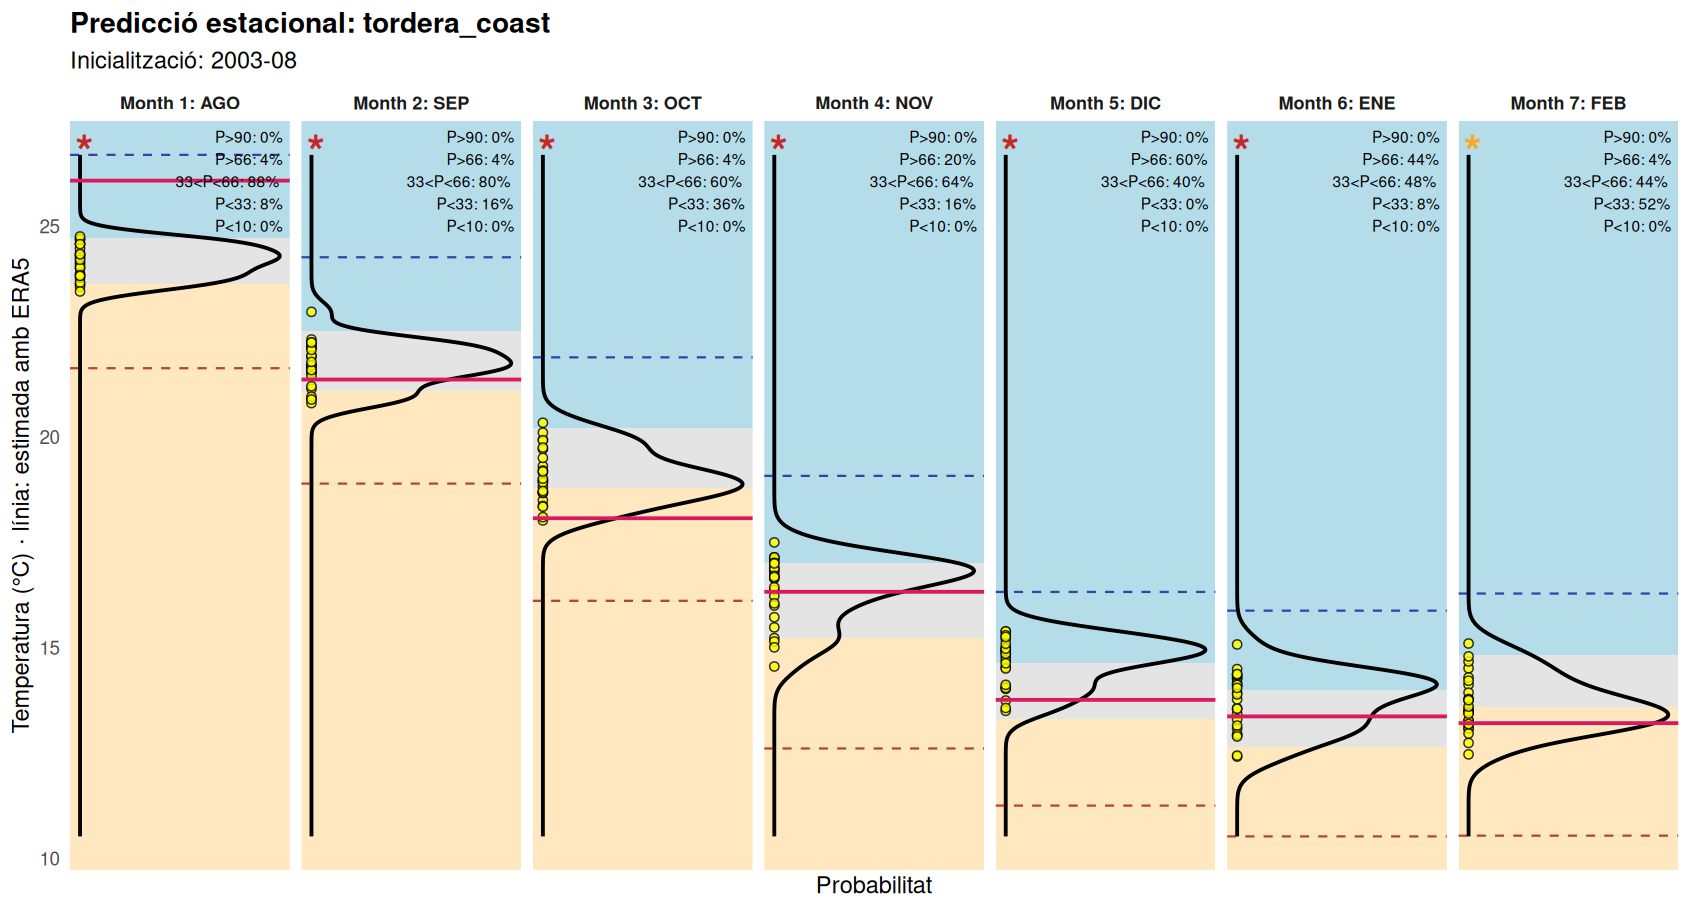 Predicció estacional: tordera_coast
Inicialització: 2003-08
Month 1: AGO
P>90: 0%
P>66: 4%
33<P<66: 88%
P<33: 8%
P<10: 0%
Month 2: SEP
P>90: 0%
P>66: 4%
33<P<66: 80%
P<33: 16%
P<10: 0%
Month 3: OCT
P>90: 0%
P>66: 4%
33<P<66: 60%
P<33: 36%
P<10: 0%
Month 4: NOV
P>90: 0%
P>66: 20%
33<P<66: 64%
P<33: 16%
P<10: 0%
Month 5: DIC
P>90: 0%
P>66: 60%
33<P<66: 40%
P<33: 0%
P<10: 0%
Month 6: ENE
P>90: 0%
P>66: 44%
33<P<66: 48%
P<33: 8%
P<10: 0%
Month 7: FEB
P>90: 0%
P>66: 4%
33<P<66: 44%
P<33: 52%
P<10: 0%
Temperatura (°C) · línia: estimada amb ERA5
25
20
15
10
Probabilitat